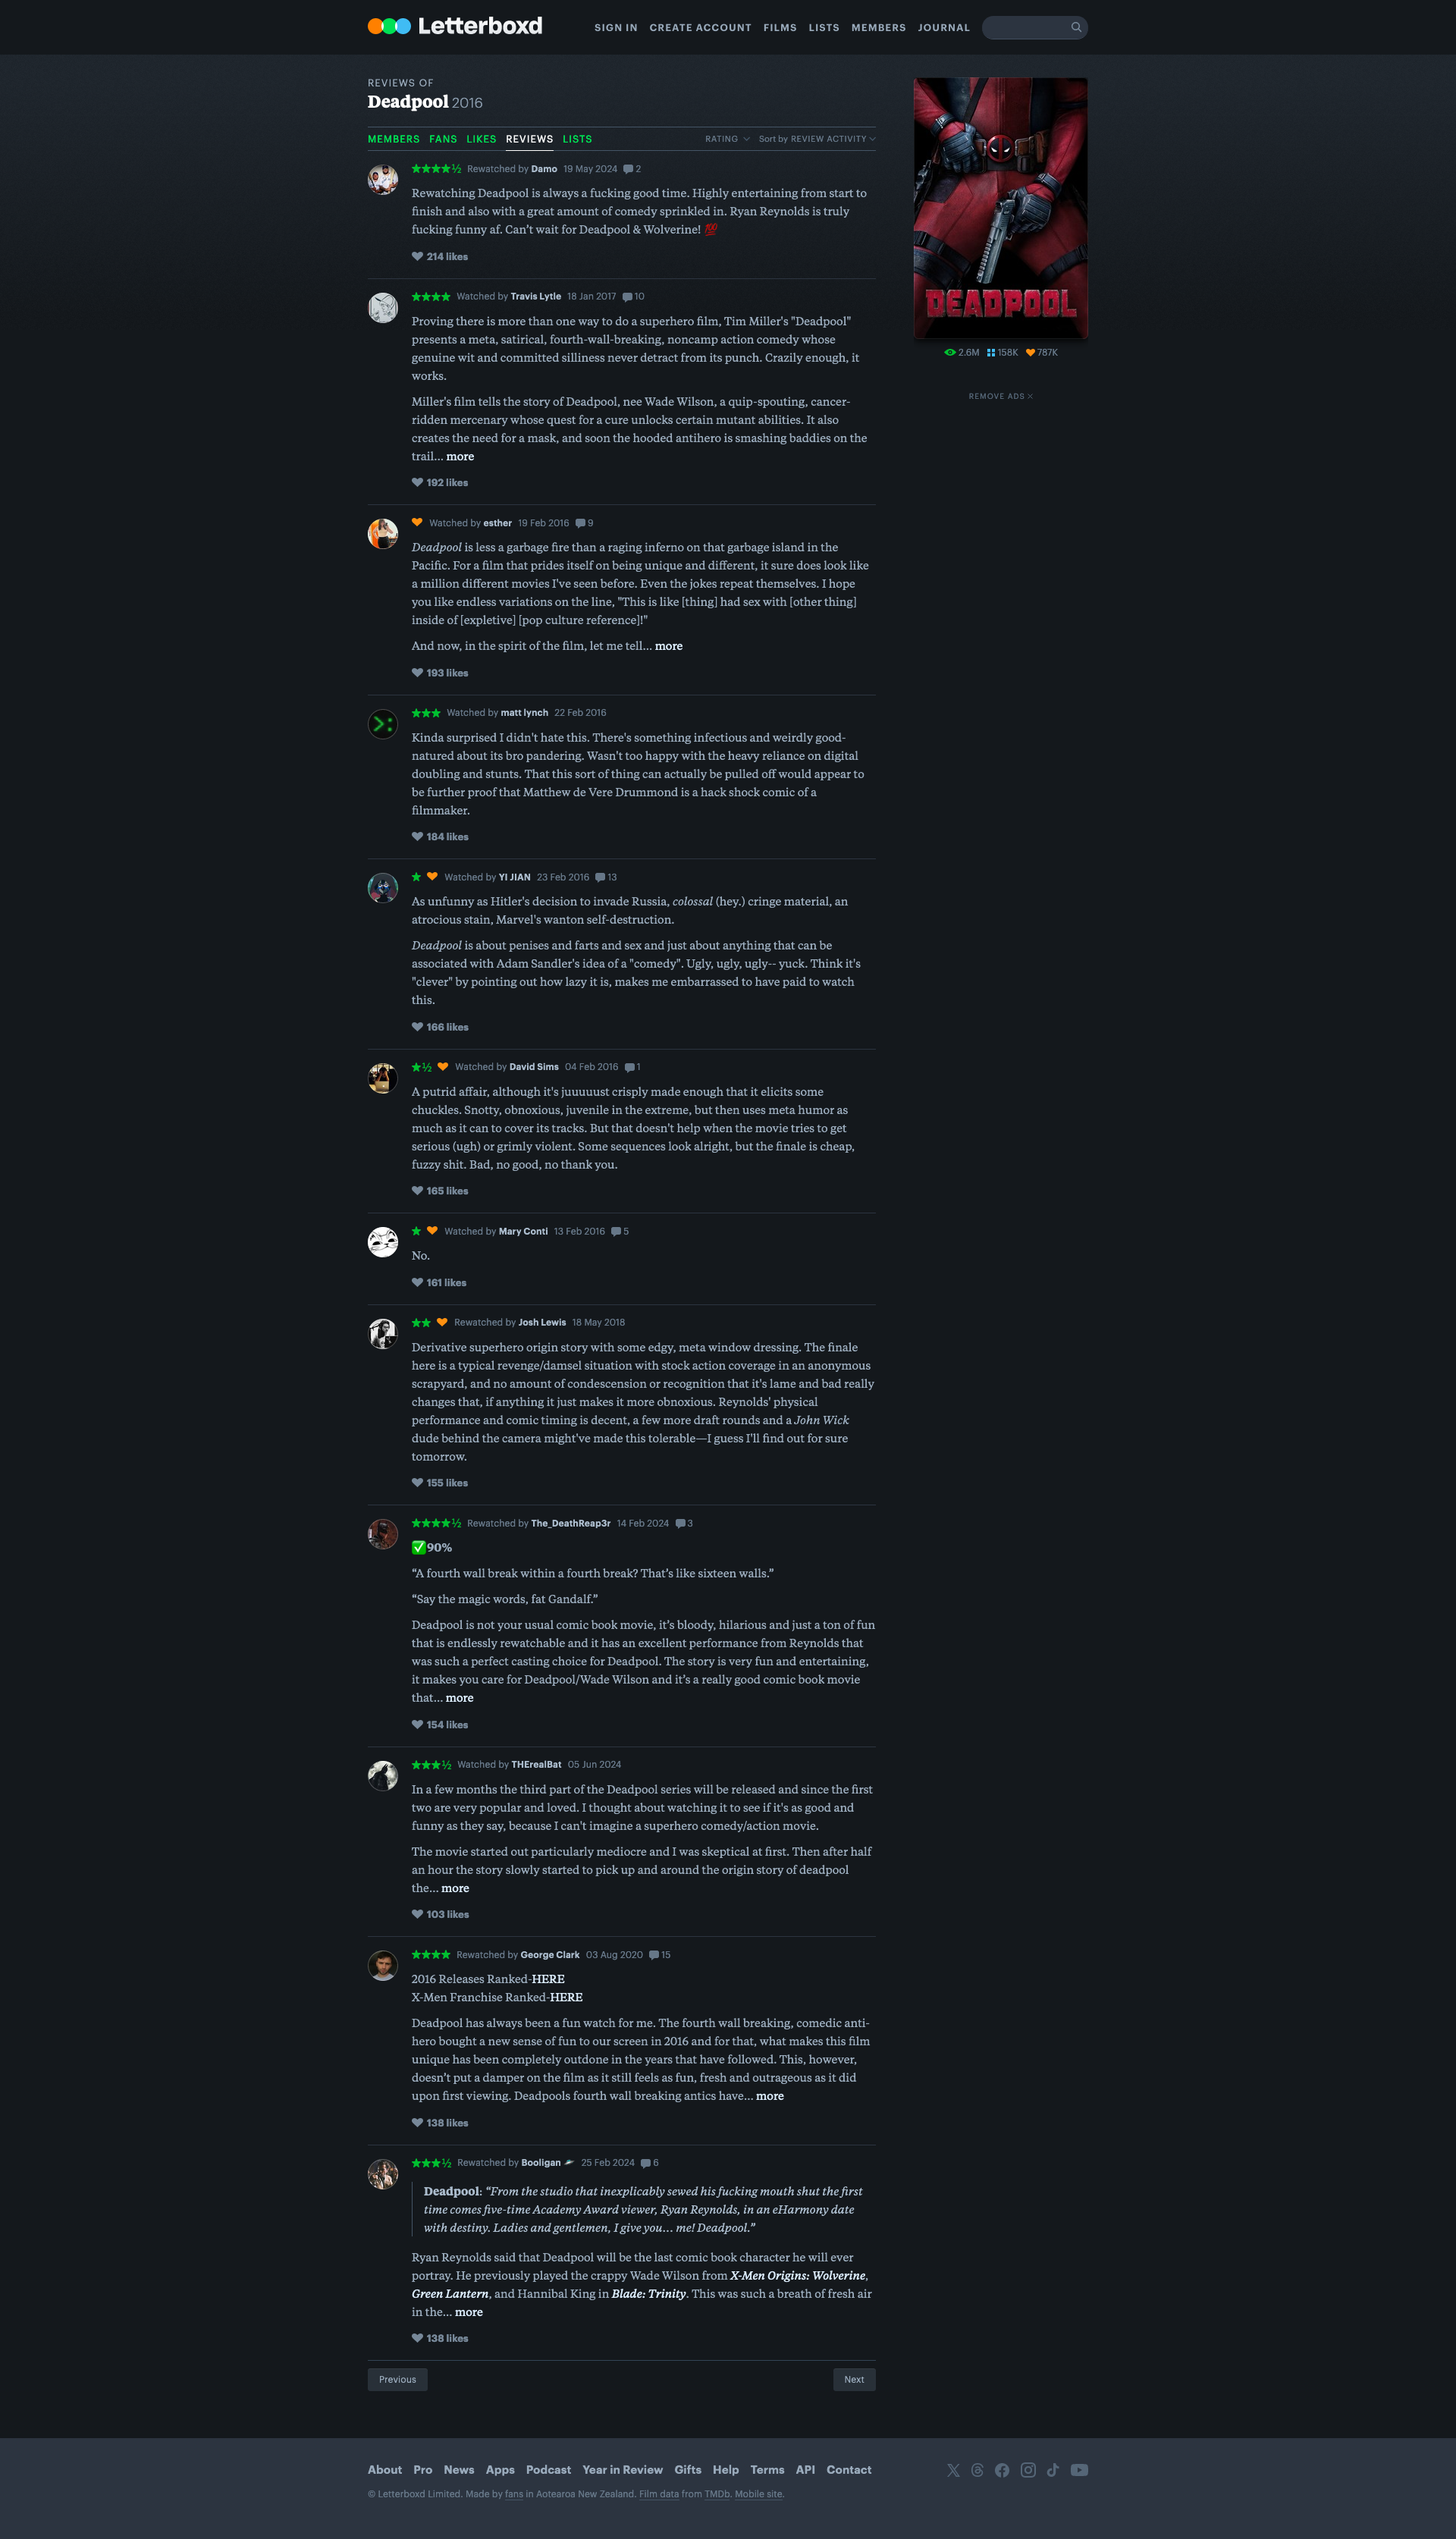 Letterboxd
SIGN IN CREATE ACCOUNT FILMS LISTS MEMBERS JOURNAL
REVIEWS OF
Deadpool 2016
MEMBERS FANS LIKES REVIEWS LISTS RATING Sort by REVIEW ACTIVITY
★★★★½ Rewatched by Damo 19 May 2024 2
Rewatching Deadpool is always a fucking good time. Highly entertaining from start to
finish and also with a great amount of comedy sprinkled in. Ryan Reynolds is truly
fucking funny af. Can't wait for Deadpool & Wolverine! 💯
214 likes
★★★★ Watched by Travis Lytle 18 Jan 2017 10
Proving there is more than one way to do a superhero film, Tim Miller's "Deadpool"
presents a meta, satirical, fourth-wall-breaking, noncamp action comedy whose
genuine wit and committed silliness never detract from its punch. Crazily enough, it
works.
Miller's film tells the story of Deadpool, nee Wade Wilson, a quip-spouting, cancer-
ridden mercenary whose quest for a cure unlocks certain mutant abilities. It also
creates the need for a mask, and soon the hooded antihero is smashing baddies on the
trail... more
192 likes
Watched by esther 19 Feb 2016 9
Deadpool is less a garbage fire than a raging inferno on that garbage island in the
Pacific. For a film that prides itself on being unique and different, it sure does look like
a million different movies I've seen before. Even the jokes repeat themselves. I hope
you like endless variations on the line, "This is like [thing] had sex with [other thing]
inside of [expletive] [pop culture reference]!"
And now, in the spirit of the film, let me tell... more
193 likes
★★★ Watched by matt lynch 22 Feb 2016
Kinda surprised I didn't hate this. There's something infectious and weirdly good-
natured about its bro pandering. Wasn't too happy with the heavy reliance on digital
doubling and stunts. That this sort of thing can actually be pulled off would appear to
be further proof that Matthew de Vere Drummond is a hack shock comic of a
filmmaker.
184 likes
★ Watched by YI JIAN 23 Feb 2016 13
As unfunny as Hitler's decision to invade Russia, colossal (hey.) cringe material, an
atrocious stain, Marvel's wanton self-destruction.
Deadpool is about penises and farts and sex and just about anything that can be
associated with Adam Sandler's idea of a "comedy". Ugly, ugly, ugly-- yuck. Think it's
"clever" by pointing out how lazy it is, makes me embarrassed to have paid to watch
this.
166 likes
★½ Watched by David Sims 04 Feb 2016 1
A putrid affair, although it's juuuuust crisply made enough that it elicits some
chuckles. Snotty, obnoxious, juvenile in the extreme, but then uses meta humor as
much as it can to cover its tracks. But that doesn't help when the movie tries to get
serious (ugh) or grimly violent. Some sequences look alright, but the finale is cheap,
fuzzy shit. Bad, no good, no thank you.
165 likes
★ Watched by Mary Conti 13 Feb 2016 5
No.
161 likes
★★ Rewatched by Josh Lewis 18 May 2018
Derivative superhero origin story with some edgy, meta window dressing. The finale
here is a typical revenge/damsel situation with stock action coverage in an anonymous
scrapyard, and no amount of condescension or recognition that it's lame and bad really
changes that, if anything it just makes it more obnoxious. Reynolds' physical
performance and comic timing is decent, a few more draft rounds and a John Wick
dude behind the camera might've made this tolerable—I guess I'll find out for sure
tomorrow.
155 likes
★★★★½ Rewatched by The_DeathReap3r 14 Feb 2024 3
✅90%
“A fourth wall break within a fourth break? That’s like sixteen walls.”
“Say the magic words, fat Gandalf.”
Deadpool is not your usual comic book movie, it’s bloody, hilarious and just a ton of fun
that is endlessly rewatchable and it has an excellent performance from Reynolds that
was such a perfect casting choice for Deadpool. The story is very fun and entertaining,
it makes you care for Deadpool/Wade Wilson and it’s a really good comic book movie
that... more
154 likes
★★★½ Watched by THErealBat 05 Jun 2024
In a few months the third part of the Deadpool series will be released and since the first
two are very popular and loved. I thought about watching it to see if it's as good and
funny as they say, because I can't imagine a superhero comedy/action movie.
The movie started out particularly mediocre and I was skeptical at first. Then after half
an hour the story slowly started to pick up and around the origin story of deadpool
the... more
103 likes
★★★★ Rewatched by George Clark 03 Aug 2020 15
2016 Releases Ranked-HERE
X-Men Franchise Ranked-HERE
Deadpool has always been a fun watch for me. The fourth wall breaking, comedic anti-
hero bought a new sense of fun to our screen in 2016 and for that, what makes this film
unique has been completely outdone in the years that have followed. This, however,
doesn’t put a damper on the film as it still feels as fun, fresh and outrageous as it did
upon first viewing. Deadpools fourth wall breaking antics have... more
138 likes
★★★½ Rewatched by Booligan 25 Feb 2024 6
Deadpool: “From the studio that inexplicably sewed his fucking mouth shut the first
time comes five-time Academy Award viewer, Ryan Reynolds, in an eHarmony date
with destiny. Ladies and gentlemen, I give you… me! Deadpool.”
Ryan Reynolds said that Deadpool will be the last comic book character he will ever
portray. He previously played the crappy Wade Wilson from X-Men Origins: Wolverine,
Green Lantern, and Hannibal King in Blade: Trinity. This was such a breath of fresh air
in the... more
138 likes
Previous Next
DEADPOOL
2.6M 158K 787K
REMOVE ADS
About Pro News Apps Podcast Year in Review Gifts Help Terms API Contact
© Letterboxd Limited. Made by fans in Aotearoa New Zealand. Film data from TMDb. Mobile site.